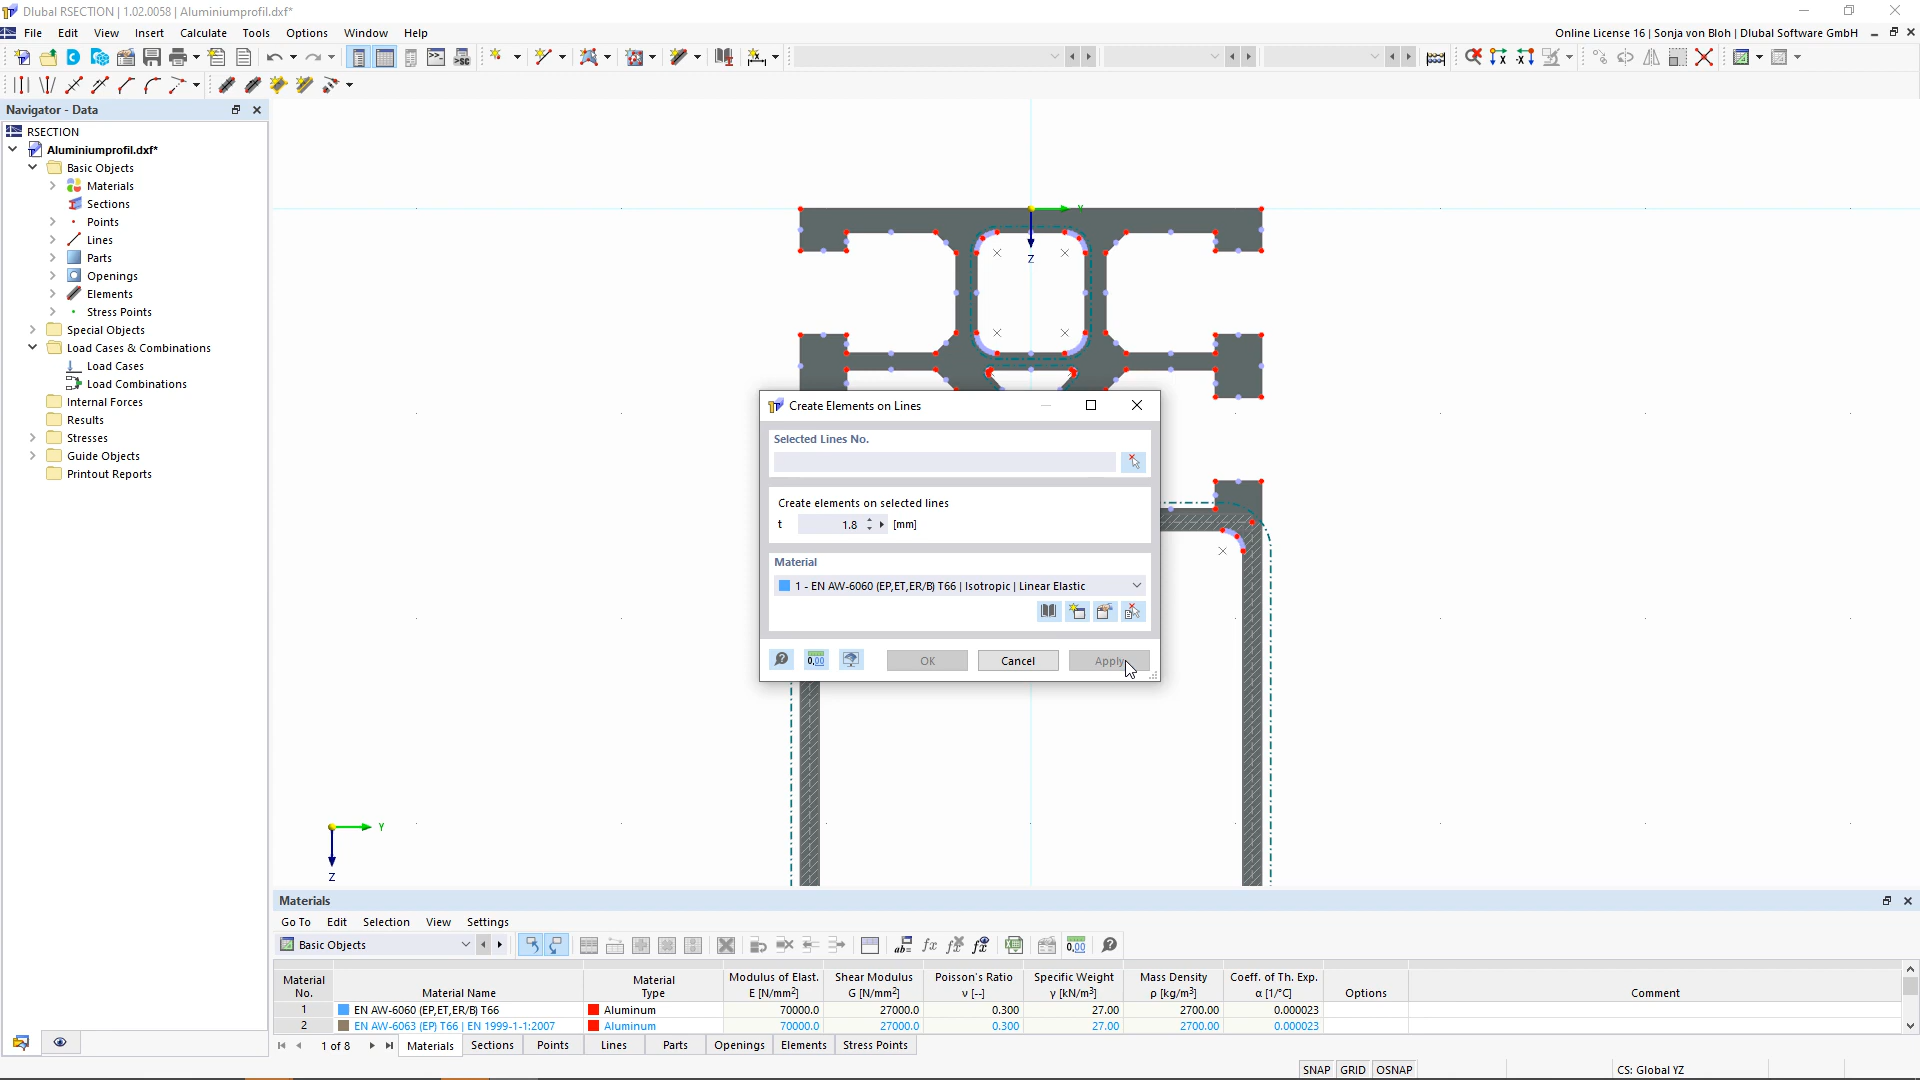 Dlubal RSECTION | 1.02.0058 | Aluminiumprofil.dxf*
File Edit View Insert Calculate Tools Options Window Help
Online License 16 | Sonja von Bloh | Dlubal Software GmbH
Navigator - Data
RSECTION
Aluminiumprofil.dxf*
Basic Objects
Materials
Sections
Points
Lines
Parts
Openings
Elements
Stress Points
Special Objects
Load Cases & Combinations
Load Cases
Load Combinations
Internal Forces
Results
Stresses
Guide Objects
Printout Reports
Y
Z
Create Elements on Lines
Selected Lines No.
Create elements on selected lines
t 1.8 [mm]
Material
1 - EN AW-6060 (EP,ET,ER/B) T66 | Isotropic | Linear Elastic
0,00 OK Cancel Apply
Y
Z
Materials
Go To Edit Selection View Settings
Basic Objects
Material No. Material Name Material Type Modulus of Elast. E [N/mm²] Shear Modulus G [N/mm²] Poisson's Ratio ν [--] Specific Weight γ [kN/m³] Mass Density ρ [kg/m³] Coeff. of Th. Exp. α [1/°C] Options Comment
1 EN AW-6060 (EP,ET,ER/B) T66 Aluminum 70000.0 27000.0 0.300 27.00 2700.00 0.000023
2 EN AW-6063 (EP) T66 | EN 1999-1-1:2007 Aluminum 70000.0 27000.0 0.300 27.00 2700.00 0.000023
1 of 8 Materials Sections Points Lines Parts Openings Elements Stress Points
SNAP GRID OSNAP CS: Global YZ